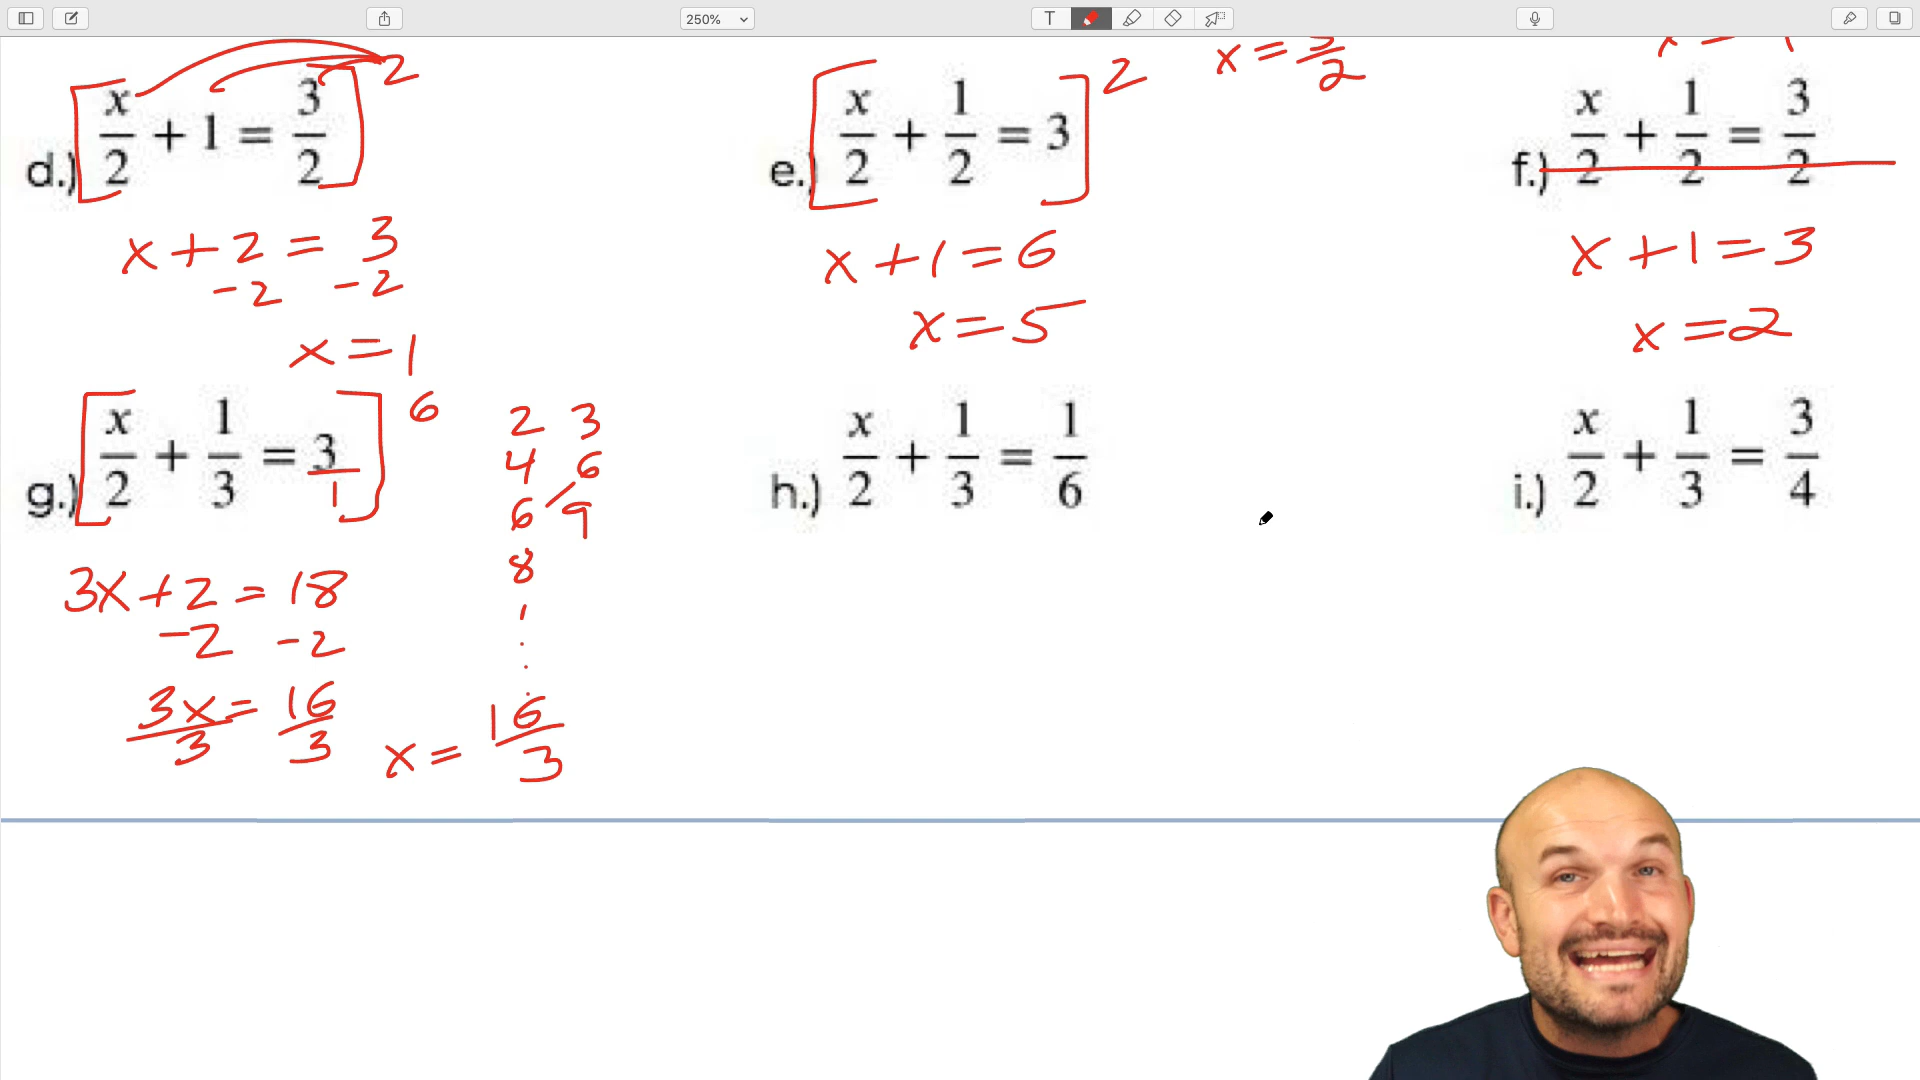 250%
T
x = 3/2
d.) [x/2 + 1 = 3/2] 2
x + 2 = 3
-2 -2
x = 1
e.) [x/2 + 1/2 = 3] 2
x + 1 = 6
x = 5
f.) x/2 + 1/2 = 3/2
x + 1 = 3
x = 2
g.) [x/2 + 1/3 = 3/1] 6
2 3
4 6
6 9
8
3x + 2 = 18
-2 -2
3x/3 = 16/3
x = 16/3
h.) x/2 + 1/3 = 1/6
i.) x/2 + 1/3 = 3/4